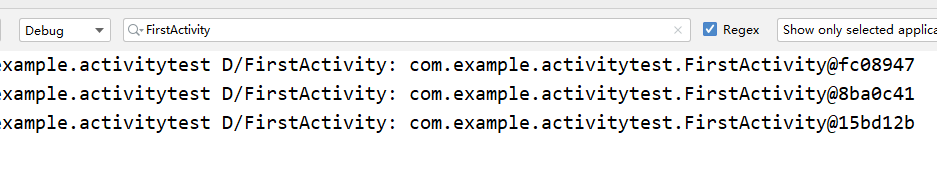 Debug FirstActivity Regex Show only selected applica
example.activitytest D/FirstActivity: com.example.activitytest.FirstActivity@fc08947
example.activitytest D/FirstActivity: com.example.activitytest.FirstActivity@8ba0c41
example.activitytest D/FirstActivity: com.example.activitytest.FirstActivity@15bd12b